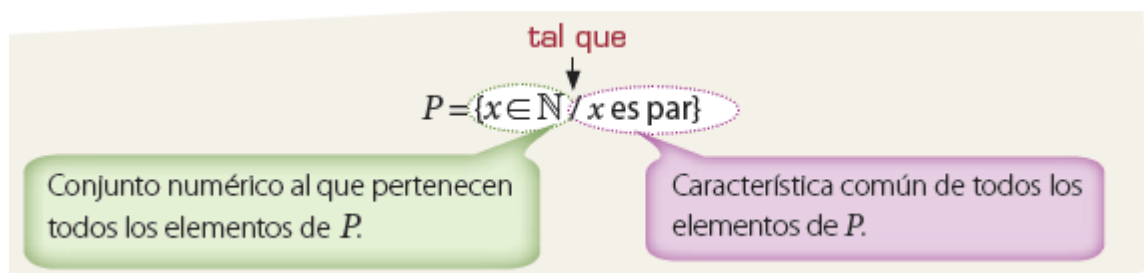 tal que
P = {x ∈ ℕ / x es par}
Conjunto numérico al que pertenecen
todos los elementos de P.
Característica común de todos los
elementos de P.